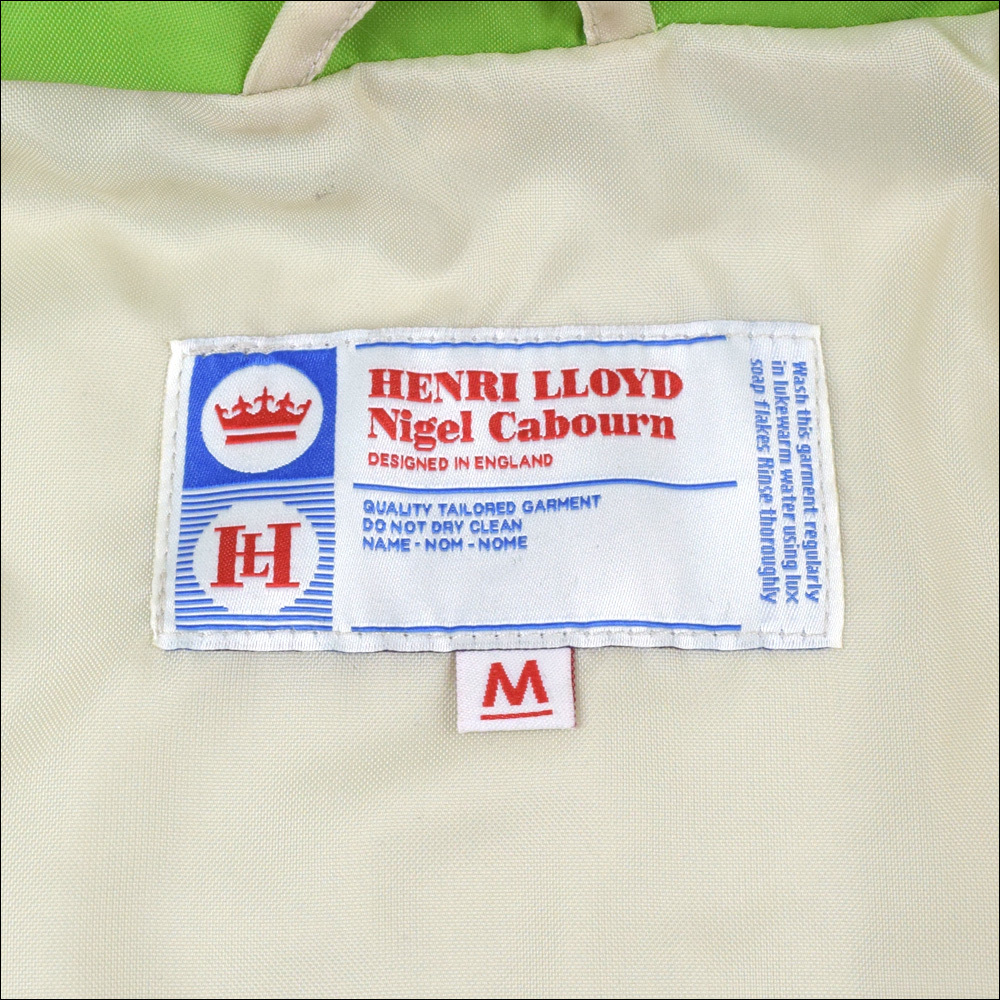 HENRI LLOYD
Nigel Cabourn
DESIGNED IN ENGLAND
QUALITY TAILORED GARMENT
DO NOT DRY CLEAN
NAME - NOM - NOME
HLH
Wash this garment regularly
in lukewarm water using lux
soap flakes Rinse thoroughly
M